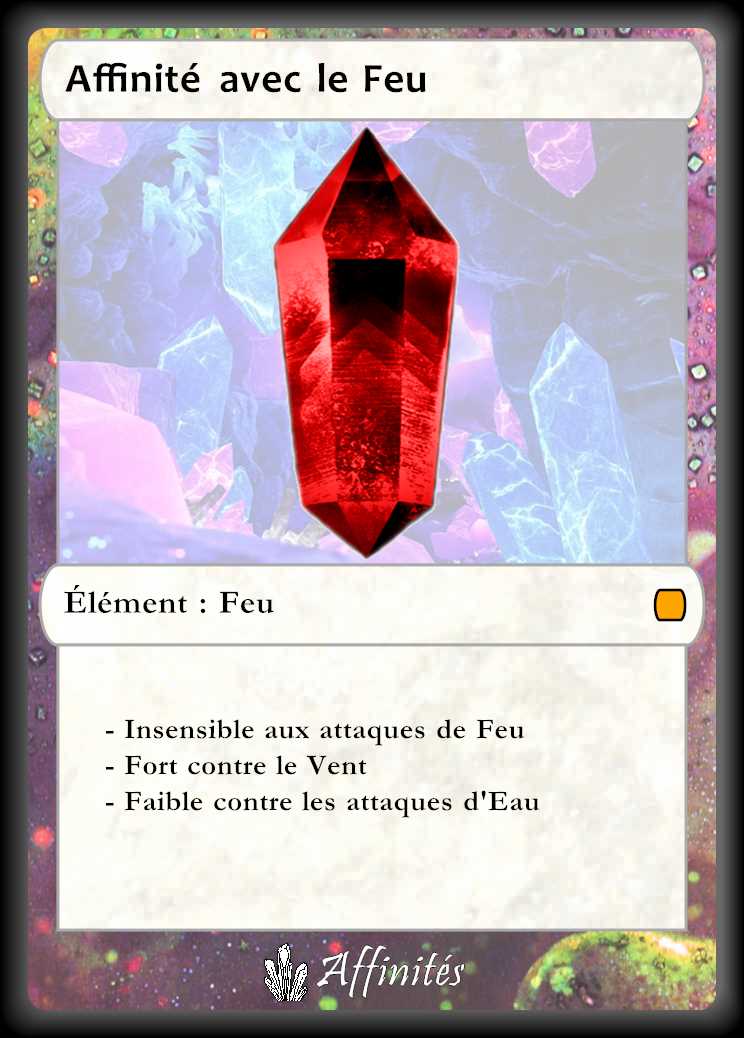 Affinité avec le Feu
Élément : Feu
- Insensible aux attaques de Feu
- Fort contre le Vent
- Faible contre les attaques d'Eau
Affinités